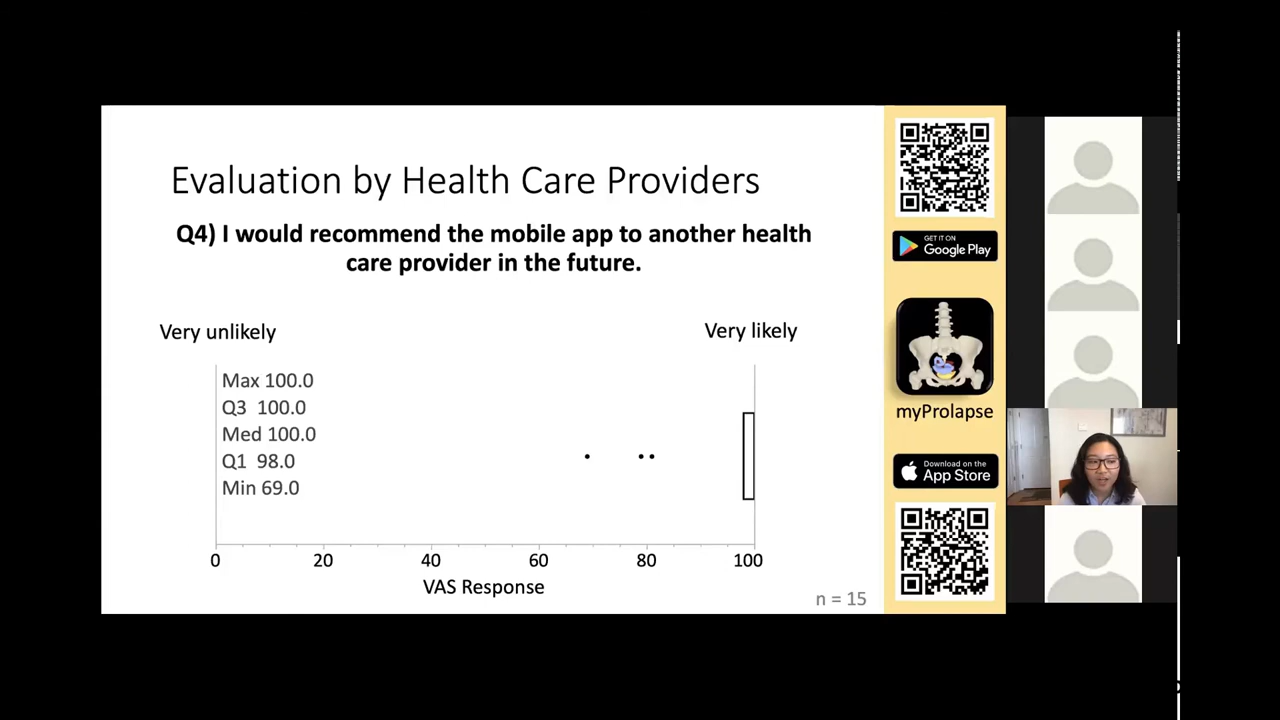 Evaluation by Health Care Providers
Q4) I would recommend the mobile app to another health
care provider in the future.
Very unlikely
Very likely
Max 100.0
Q3 100.0
Med 100.0
Q1 98.0
Min 69.0
0 20 40 60 80 100
VAS Response
n = 15
GET IT ON
Google Play
myProlapse
Download on the
App Store